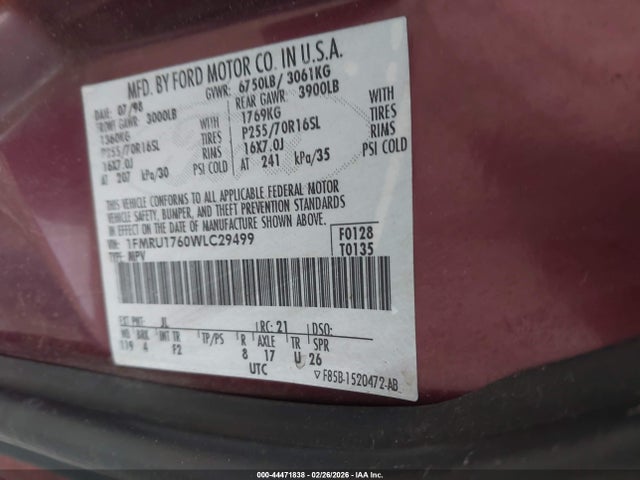 MFD. BY FORD MOTOR CO. IN U.S.A.
DATE: 07/98 GVWR: 6750LB/ 3061KG
FRONT GAWR: 3000LB REAR GAWR: 3900LB
1360KG WITH 1769KG WITH
P255/70R16SL TIRES P255/70R16SL TIRES
16X7.0J RIMS 16X7.0J RIMS
AT 207 kPa/30 PSI COLD AT 241 kPa/35 PSI COLD
THIS VEHICLE CONFORMS TO ALL APPLICABLE FEDERAL MOTOR
VEHICLE SAFETY, BUMPER, AND THEFT PREVENTION STANDARDS
IN EFFECT ON THE DATE OF MANUFACTURE SHOWN ABOVE.
VIN: 1FMRU1760WLC29499 F0128
TYPE: MPV T0135
EXT PNT: JL RC: 21 DSO:
WB BRK INT TR TP/PS R AXLE TR SPR
119 4 F2 8 17 U 26
UTC
F85B-1520472-AB
000-44471838 - 02/26/2026 - IAA Inc.